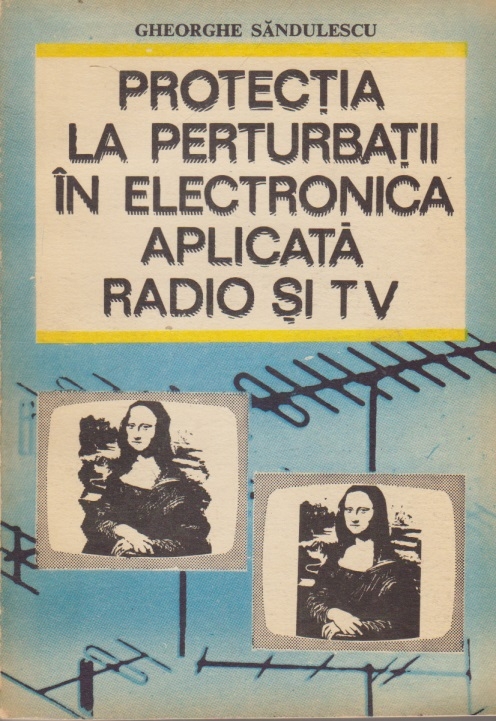 GHEORGHE SĂNDULESCU
PROTECȚIA
LA PERTURBAȚII
ÎN ELECTRONICA
APLICATĂ
RADIO ȘI TV